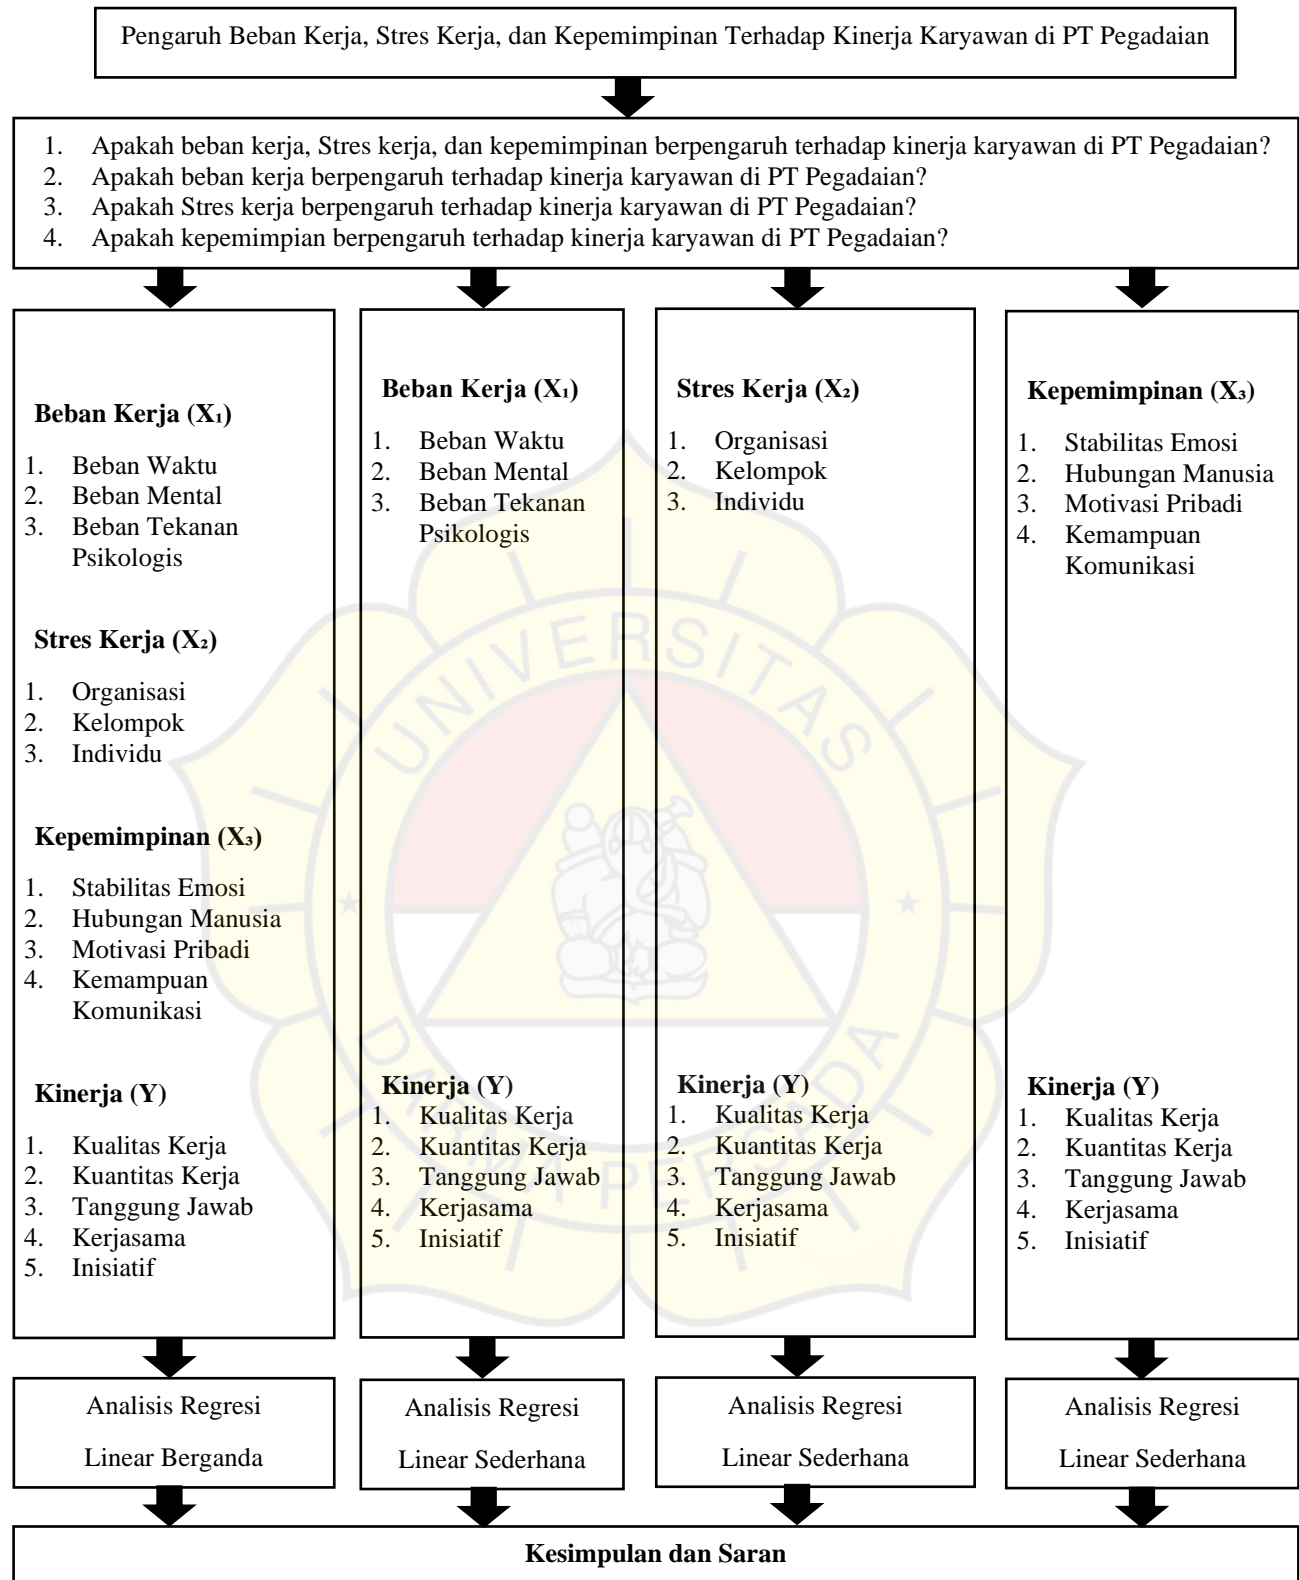 Pengaruh Beban Kerja, Stres Kerja, dan Kepemimpinan Terhadap Kinerja Karyawan di PT Pegadaian
1. Apakah beban kerja, Stres kerja, dan kepemimpinan berpengaruh terhadap kinerja karyawan di PT Pegadaian?
2. Apakah beban kerja berpengaruh terhadap kinerja karyawan di PT Pegadaian?
3. Apakah Stres kerja berpengaruh terhadap kinerja karyawan di PT Pegadaian?
4. Apakah kepemimpian berpengaruh terhadap kinerja karyawan di PT Pegadaian?
Beban Kerja (X₁)
1. Beban Waktu
2. Beban Mental
3. Beban Tekanan
Psikologis
Stres Kerja (X₂)
1. Organisasi
2. Kelompok
3. Individu
Kepemimpinan (X₃)
1. Stabilitas Emosi
2. Hubungan Manusia
3. Motivasi Pribadi
4. Kemampuan
Komunikasi
Kinerja (Y)
1. Kualitas Kerja
2. Kuantitas Kerja
3. Tanggung Jawab
4. Kerjasama
5. Inisiatif
Beban Kerja (X₁)
1. Beban Waktu
2. Beban Mental
3. Beban Tekanan
Psikologis
Kinerja (Y)
1. Kualitas Kerja
2. Kuantitas Kerja
3. Tanggung Jawab
4. Kerjasama
5. Inisiatif
Stres Kerja (X₂)
1. Organisasi
2. Kelompok
3. Individu
Kinerja (Y)
1. Kualitas Kerja
2. Kuantitas Kerja
3. Tanggung Jawab
4. Kerjasama
5. Inisiatif
Kepemimpinan (X₃)
1. Stabilitas Emosi
2. Hubungan Manusia
3. Motivasi Pribadi
4. Kemampuan
Komunikasi
Kinerja (Y)
1. Kualitas Kerja
2. Kuantitas Kerja
3. Tanggung Jawab
4. Kerjasama
5. Inisiatif
UNIVERSITAS
DARMA PERSADA
Analisis Regresi
Linear Berganda
Analisis Regresi
Linear Sederhana
Analisis Regresi
Linear Sederhana
Analisis Regresi
Linear Sederhana
Kesimpulan dan Saran